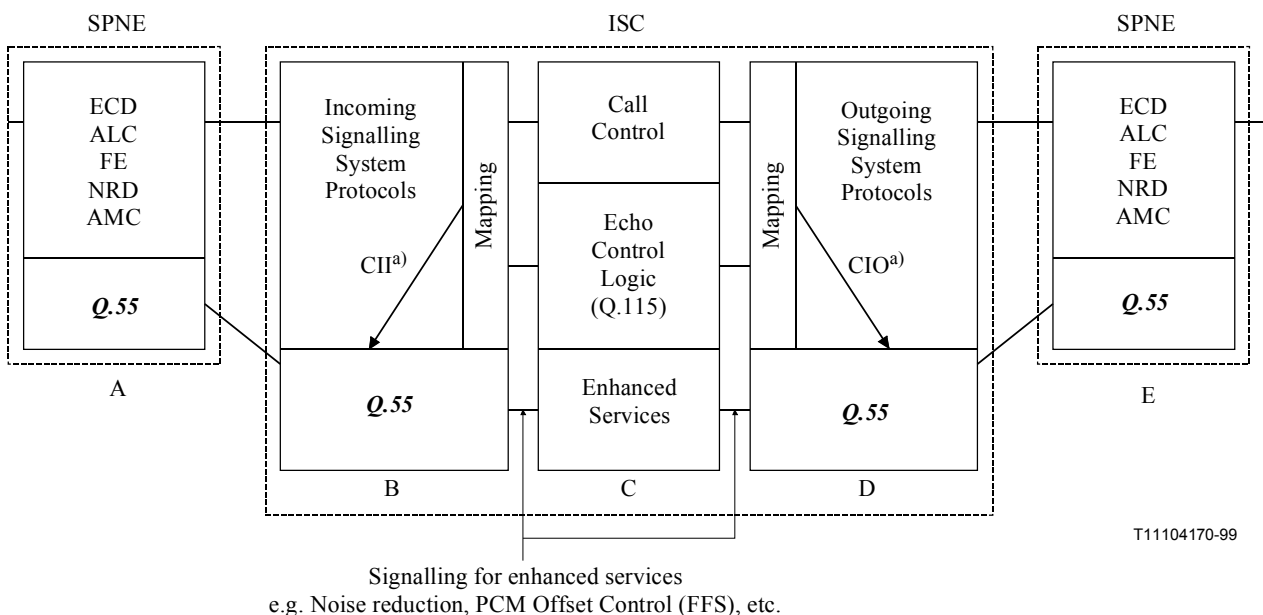 SPNE
ISC
SPNE
ECD
ALC
FE
NRD
AMC
Q.55
A
Incoming
Signalling
System
Protocols
Mapping
CIIa)
Q.55
B
Call
Control
Echo
Control
Logic
(Q.115)
Enhanced
Services
C
Mapping
Outgoing
Signalling
System
Protocols
CIOa)
Q.55
D
ECD
ALC
FE
NRD
AMC
Q.55
E
T11104170-99
Signalling for enhanced services
e.g. Noise reduction, PCM Offset Control (FFS), etc.